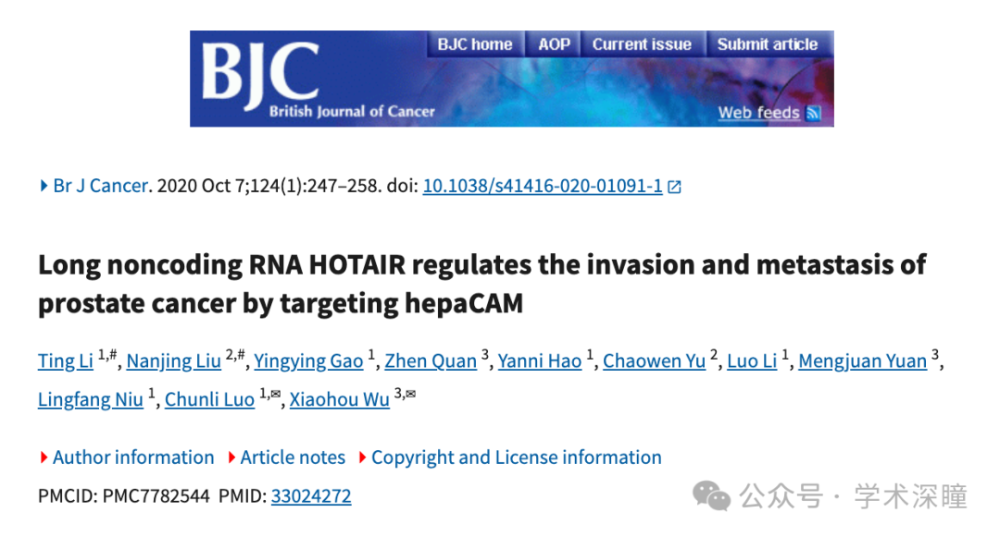 BJC home AOP Current issue Submit article
BJC
British Journal of Cancer
Web feeds
Br J Cancer. 2020 Oct 7;124(1):247–258. doi: 10.1038/s41416-020-01091-1
Long noncoding RNA HOTAIR regulates the invasion and metastasis of
prostate cancer by targeting hepaCAM
Ting Li 1,#, Nanjing Liu 2,#, Yingying Gao 1, Zhen Quan 3, Yanni Hao 1, Chaowen Yu 2, Luo Li 1, Mengjuan Yuan 3,
Lingfang Niu 1, Chunli Luo 1,✉, Xiaohou Wu 3,✉
Author information Article notes Copyright and License information
PMCID: PMC7782544 PMID: 33024272
公众号 · 学术深瞳